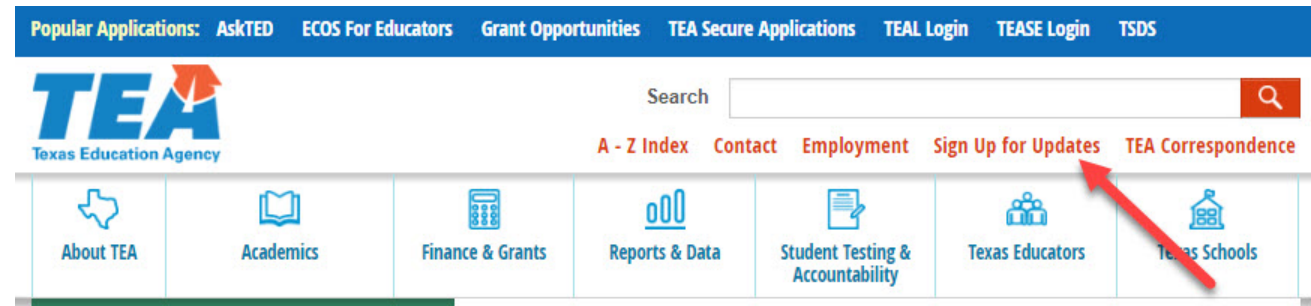 Popular Applications: AskTED ECOS For Educators Grant Opportunities TEA Secure Applications TEAL Login TEASE Login TSDS
TEA
Texas Education Agency
Search
A - Z Index Contact Employment Sign Up for Updates TEA Correspondence
About TEA Academics Finance & Grants Reports & Data Student Testing & Accountability Texas Educators Texas Schools